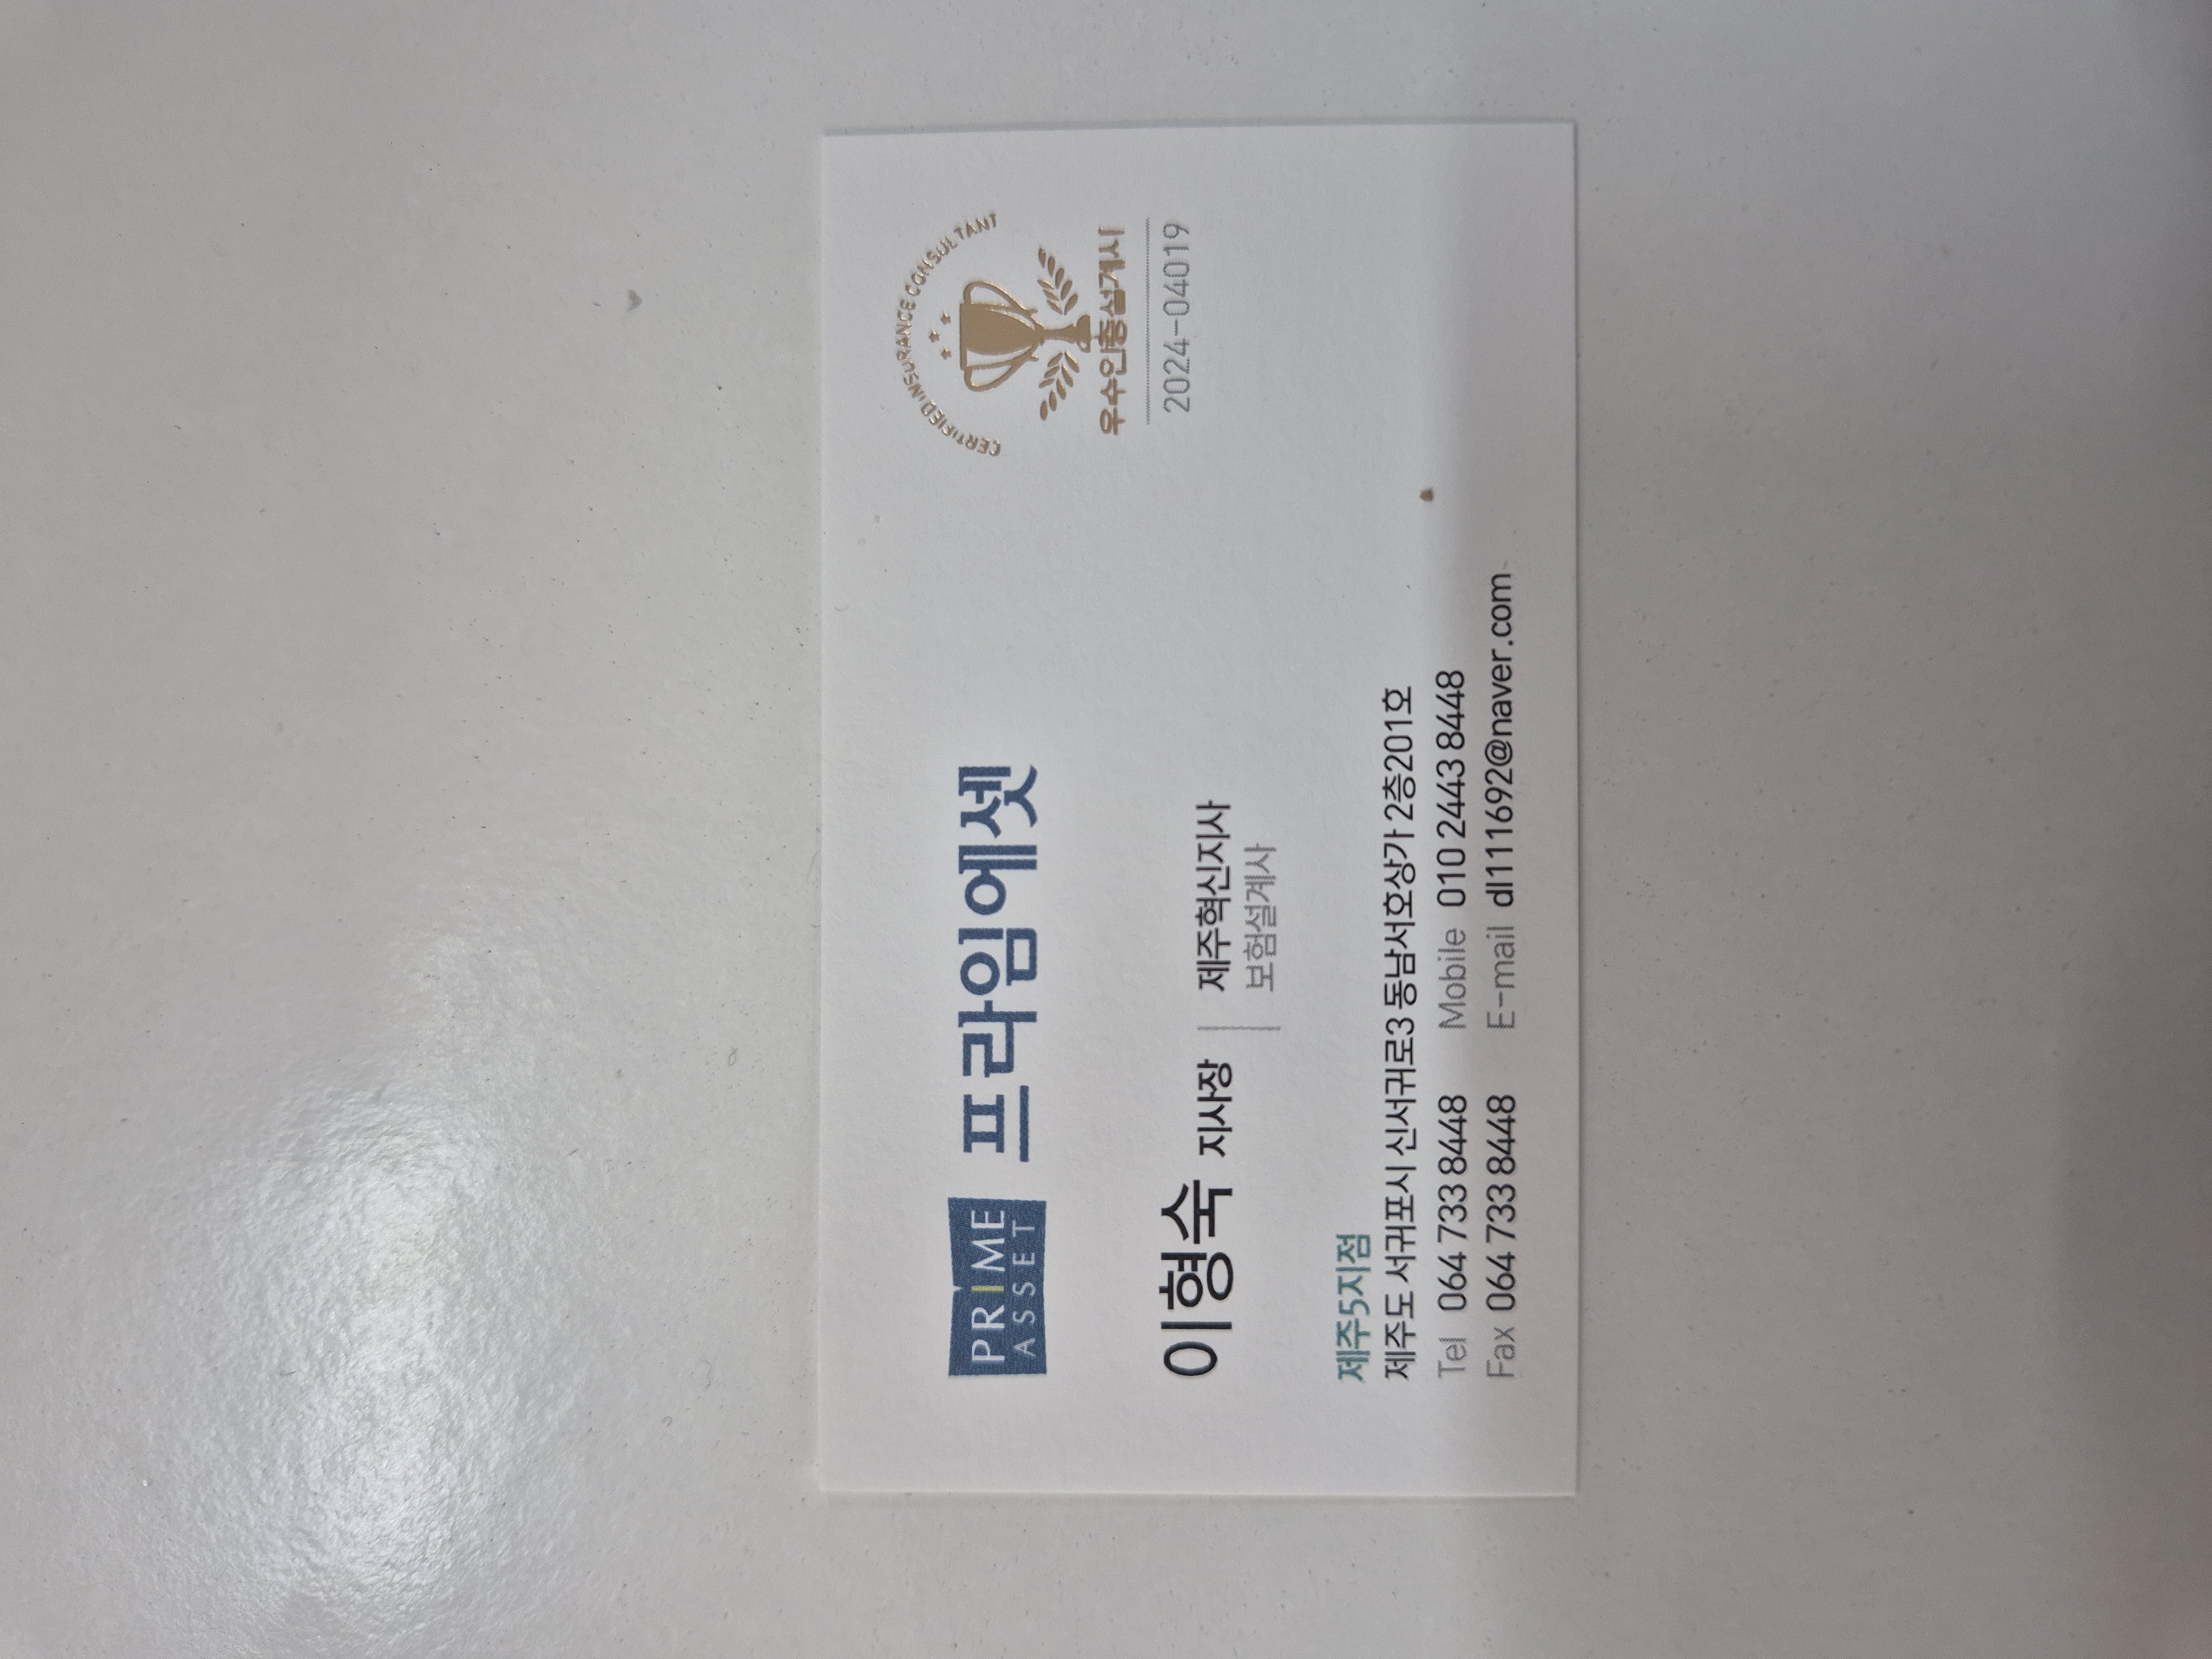 PRIME
ASSET
프라임에셋
CERTIFIED INSURANCE CONSULTANT
우수인증설계사
2024-04019
이형숙 지사장 | 제주혁신지사
보험설계사
제주5지점
제주도 서귀포시 신서귀로3 동남서호상가 2층201호
Tel 064 733 8448 Mobile 010 2443 8448
Fax 064 733 8448 E-mail dl111692@naver.com